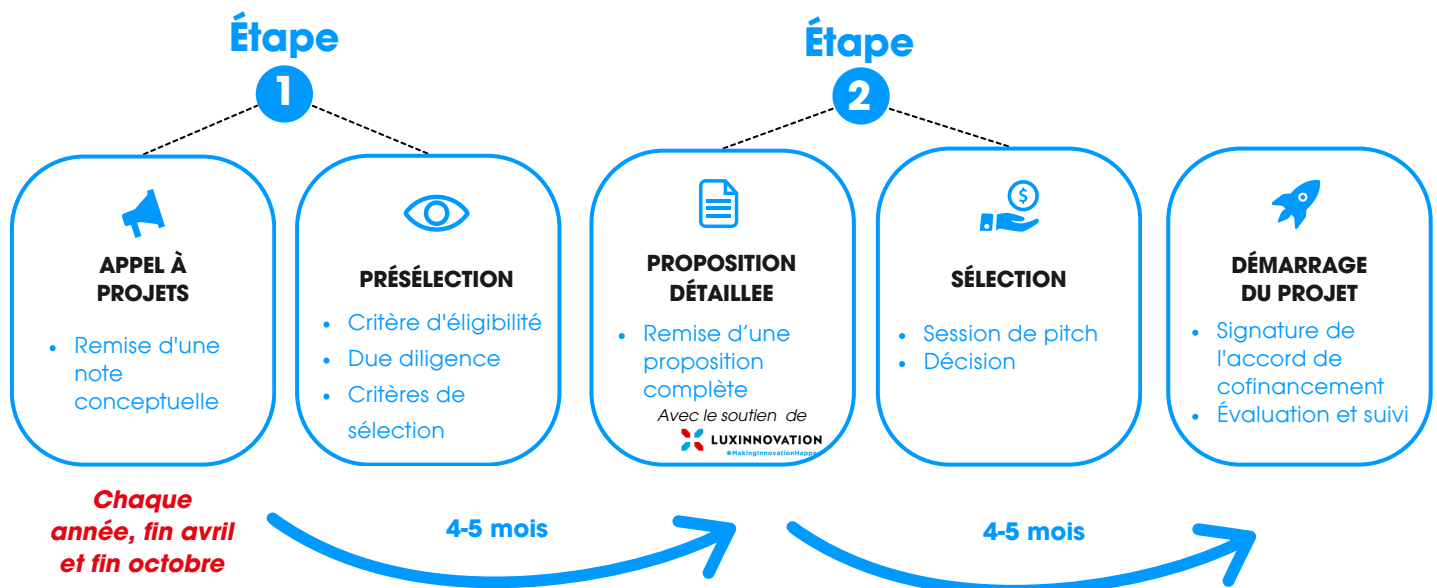 Étape
1
Étape
2
APPEL À
PROJETS
• Remise d'une
note
conceptuelle
PRÉSÉLECTION
• Critère d'éligibilité
• Due diligence
• Critères de
sélection
PROPOSITION
DÉTAILLEE
• Remise d’une
proposition
complète
Avec le soutien de
LUXINNOVATION
#MakingInnovationHappe
$
SÉLECTION
• Session de pitch
• Décision
DÉMARRAGE
DU PROJET
• Signature de
l'accord de
cofinancement
• Évaluation et suivi
Chaque
année, fin avril
et fin octobre
4-5 mois
4-5 mois